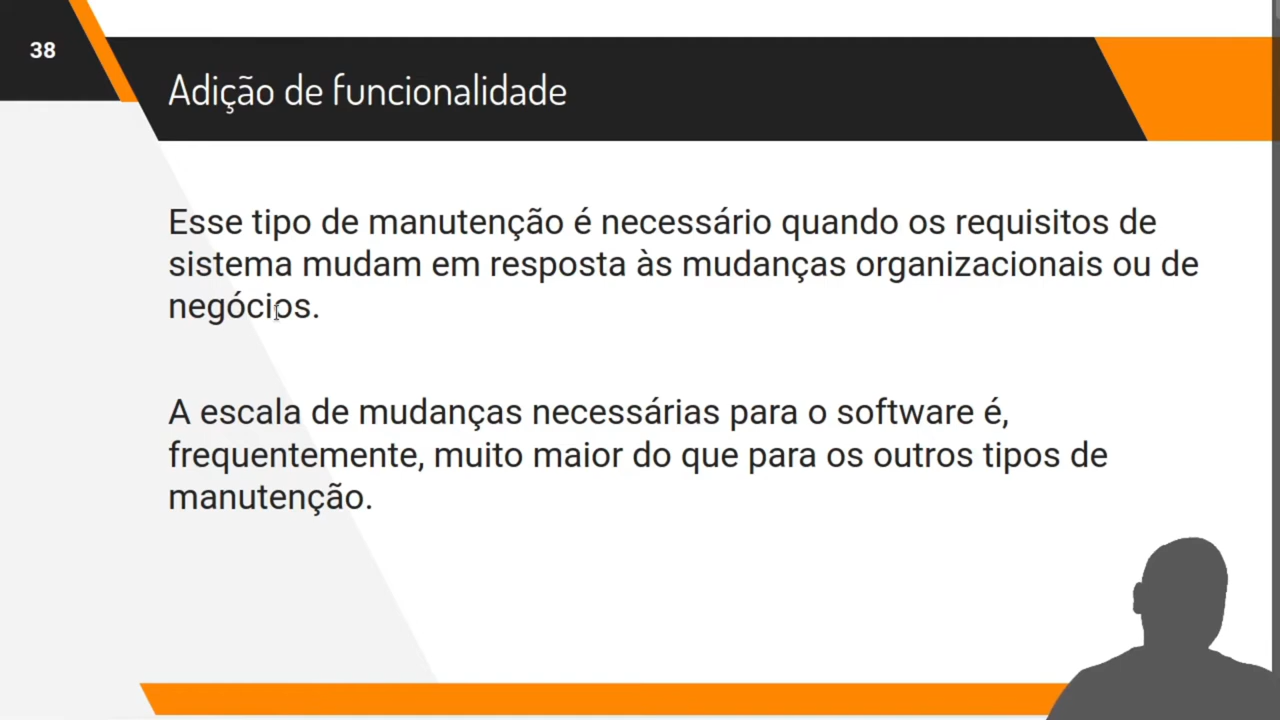 38
Adição de funcionalidade
Esse tipo de manutenção é necessário quando os requisitos de
sistema mudam em resposta às mudanças organizacionais ou de
negócios.
A escala de mudanças necessárias para o software é,
frequentemente, muito maior do que para os outros tipos de
manutenção.